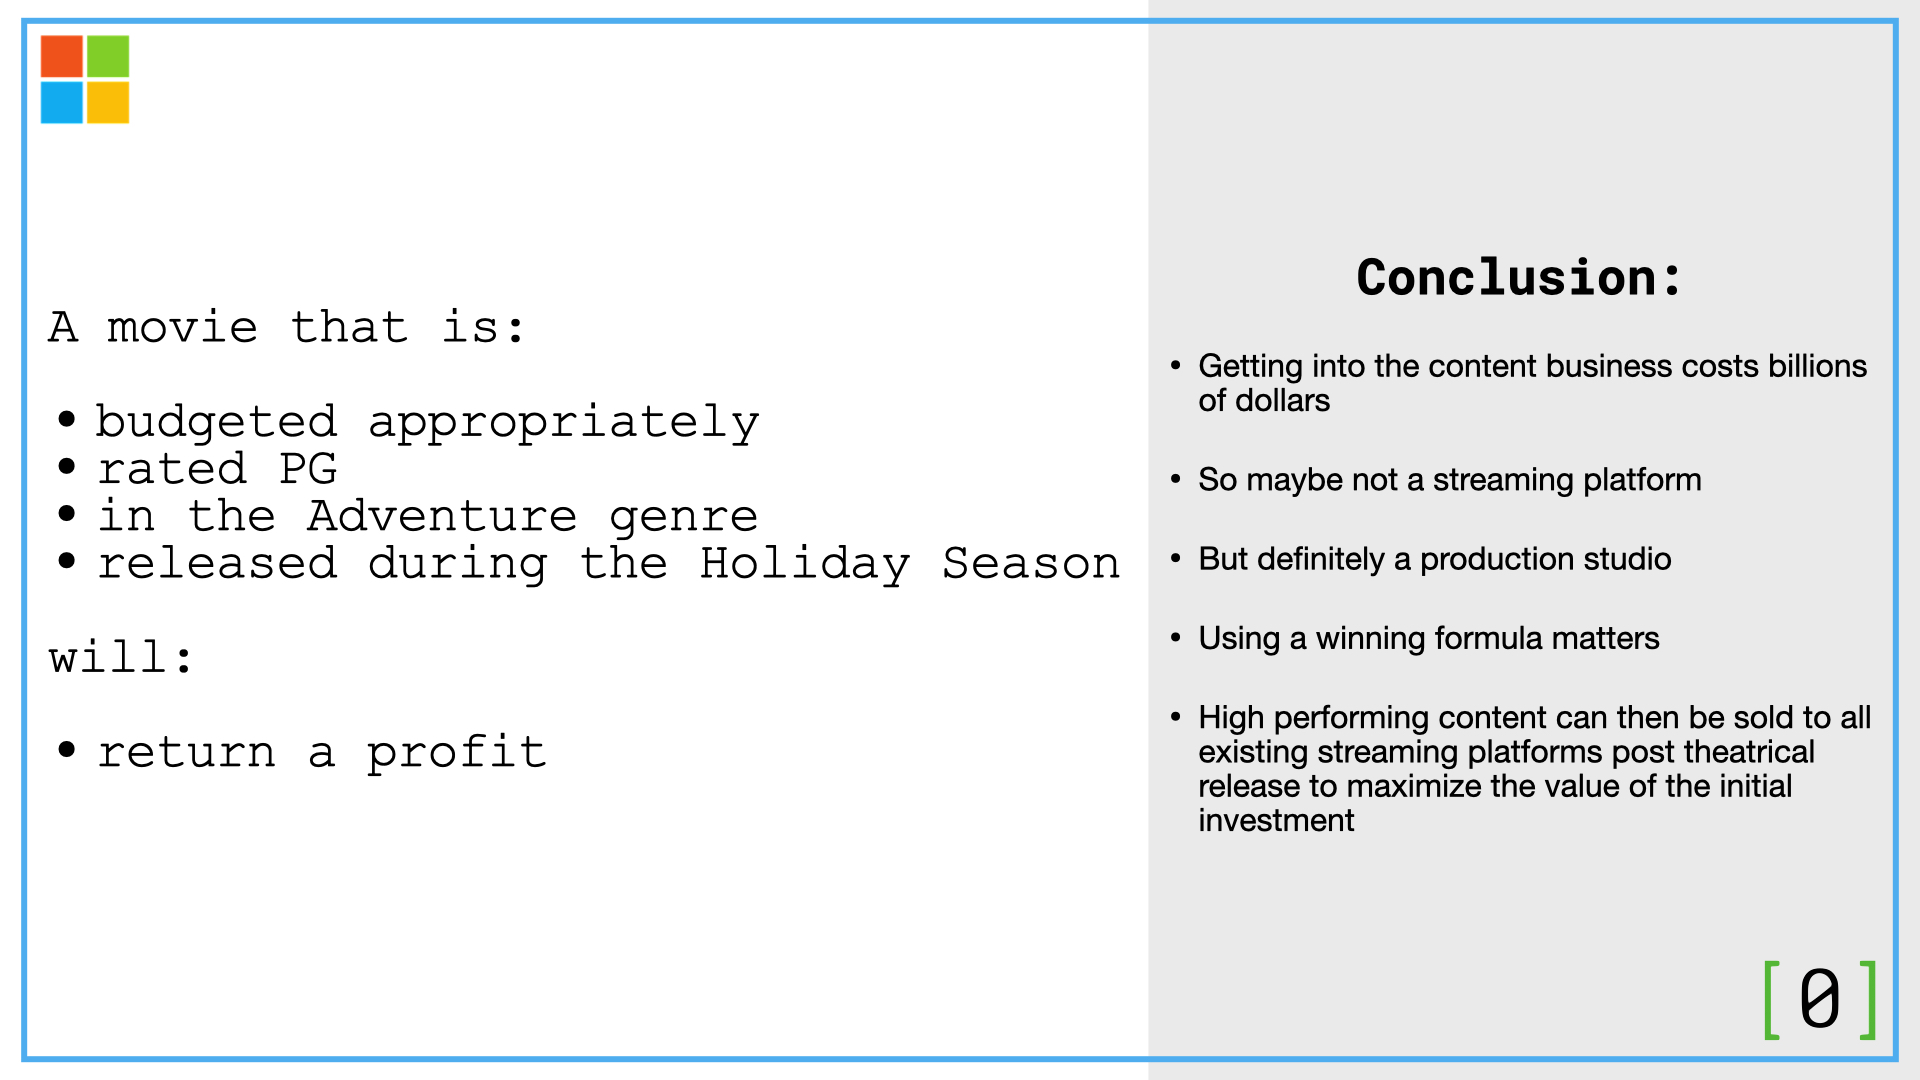 A movie that is:
• budgeted appropriately
• rated PG
• in the Adventure genre
• released during the Holiday Season
will:
• return a profit
Conclusion:
• Getting into the content business costs billions
of dollars
• So maybe not a streaming platform
• But definitely a production studio
• Using a winning formula matters
• High performing content can then be sold to all
existing streaming platforms post theatrical
release to maximize the value of the initial
investment
[0]